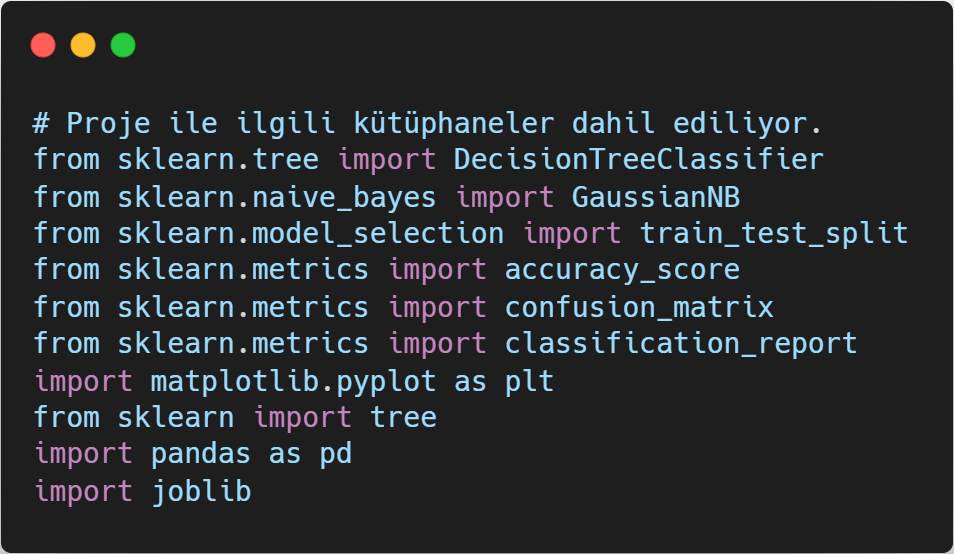 # Proje ile ilgili kütüphaneler dahil ediliyor.
from sklearn.tree import DecisionTreeClassifier
from sklearn.naive_bayes import GaussianNB
from sklearn.model_selection import train_test_split
from sklearn.metrics import accuracy_score
from sklearn.metrics import confusion_matrix
from sklearn.metrics import classification_report
import matplotlib.pyplot as plt
from sklearn import tree
import pandas as pd
import joblib